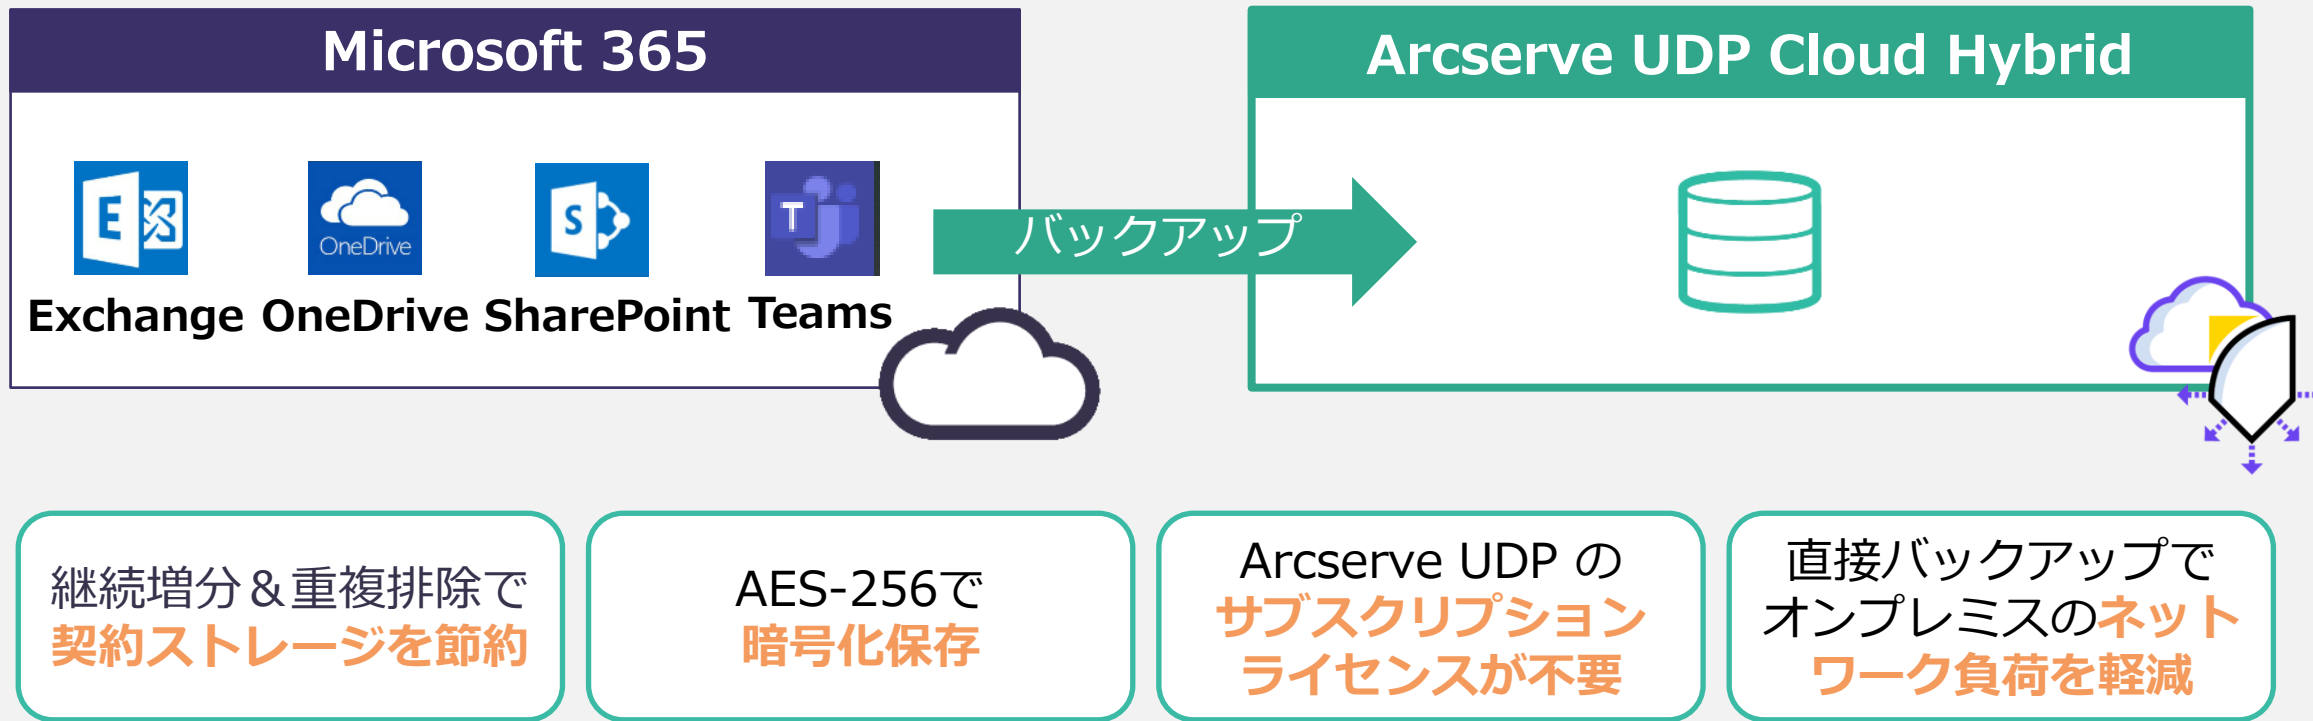 Microsoft 365
Arcserve UDP Cloud Hybrid
E
OneDrive
S
T
Exchange
OneDrive
SharePoint
Teams
バックアップ
継続増分＆重複排除で
契約ストレージを節約
AES-256で
暗号化保存
Arcserve UDP の
サブスクリプション
ライセンスが不要
直接バックアップで
オンプレミスのネット
ワーク負荷を軽減